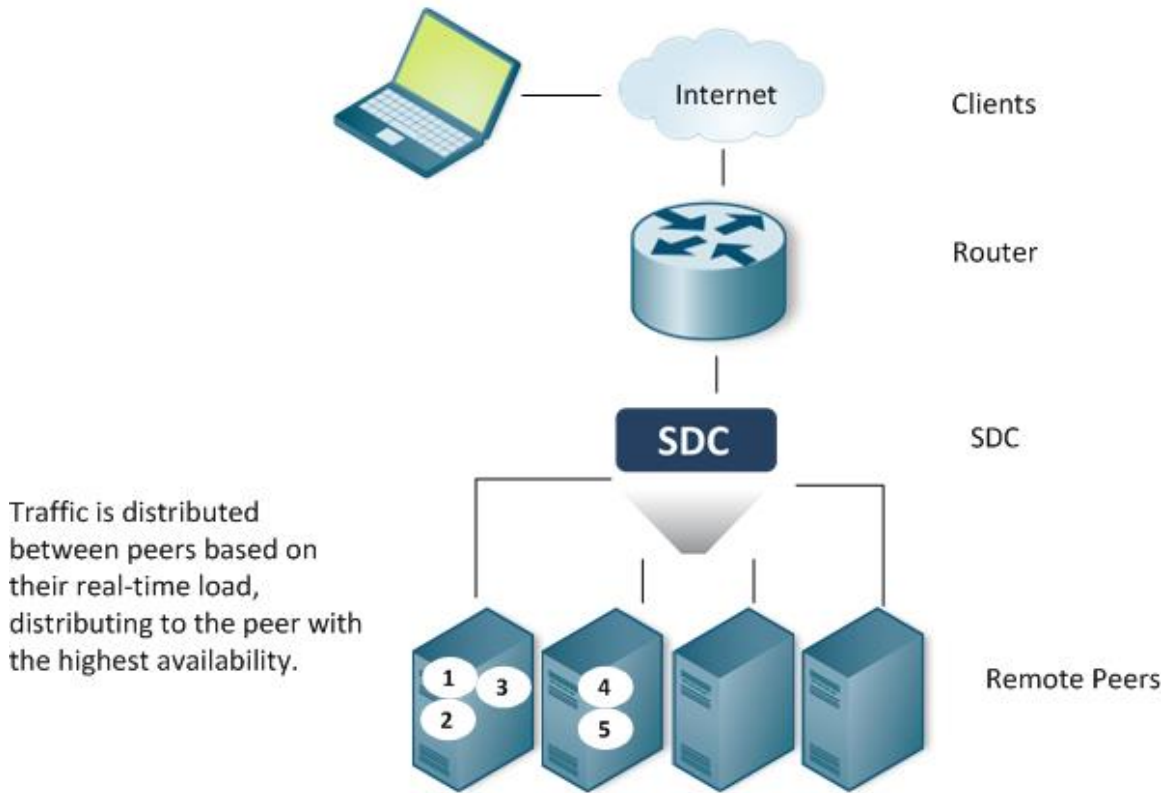 Internet
Clients
Router
SDC
SDC
Traffic is distributed
between peers based on
their real-time load,
distributing to the peer with
the highest availability.
1
3
2
4
5
Remote Peers